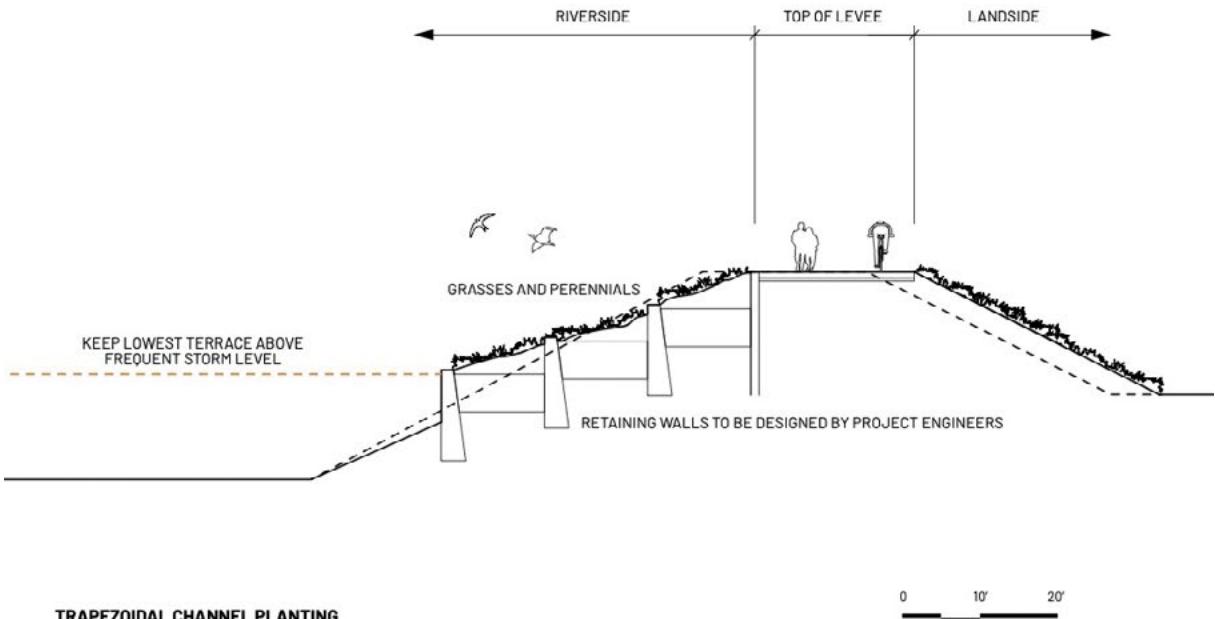 RIVERSIDE
TOP OF LEVEE
LANDSIDE
GRASSES AND PERENNIALS
KEEP LOWEST TERRACE ABOVE
FREQUENT STORM LEVEL
RETAINING WALLS TO BE DESIGNED BY PROJECT ENGINEERS
TRAPEZOIDAL CHANNEL PLANTING
0 10' 20'